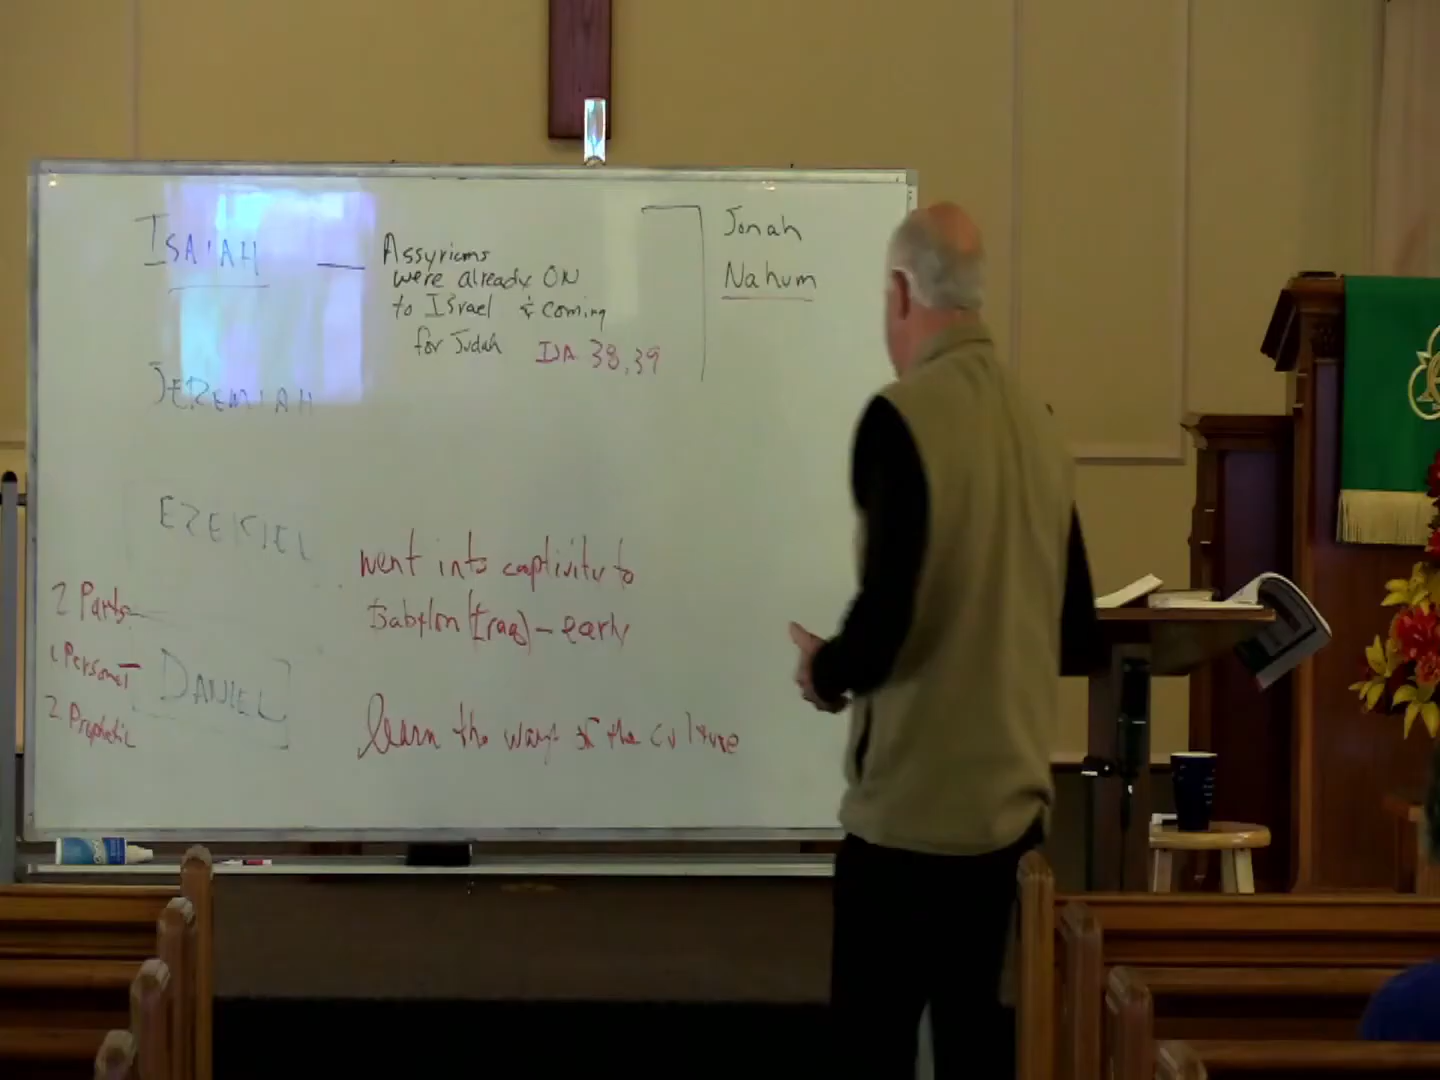 ISAIAH
Assyrians
were already ON
to Israel & coming
for Judah
38,39
Jonah
Nahum
JEREMIAH
EZEKIEL
went into captivity to
Babylon (Iraq) - early
2 Parts
1 Personal
2 Prophetic
DANIEL
learn the ways of the culture